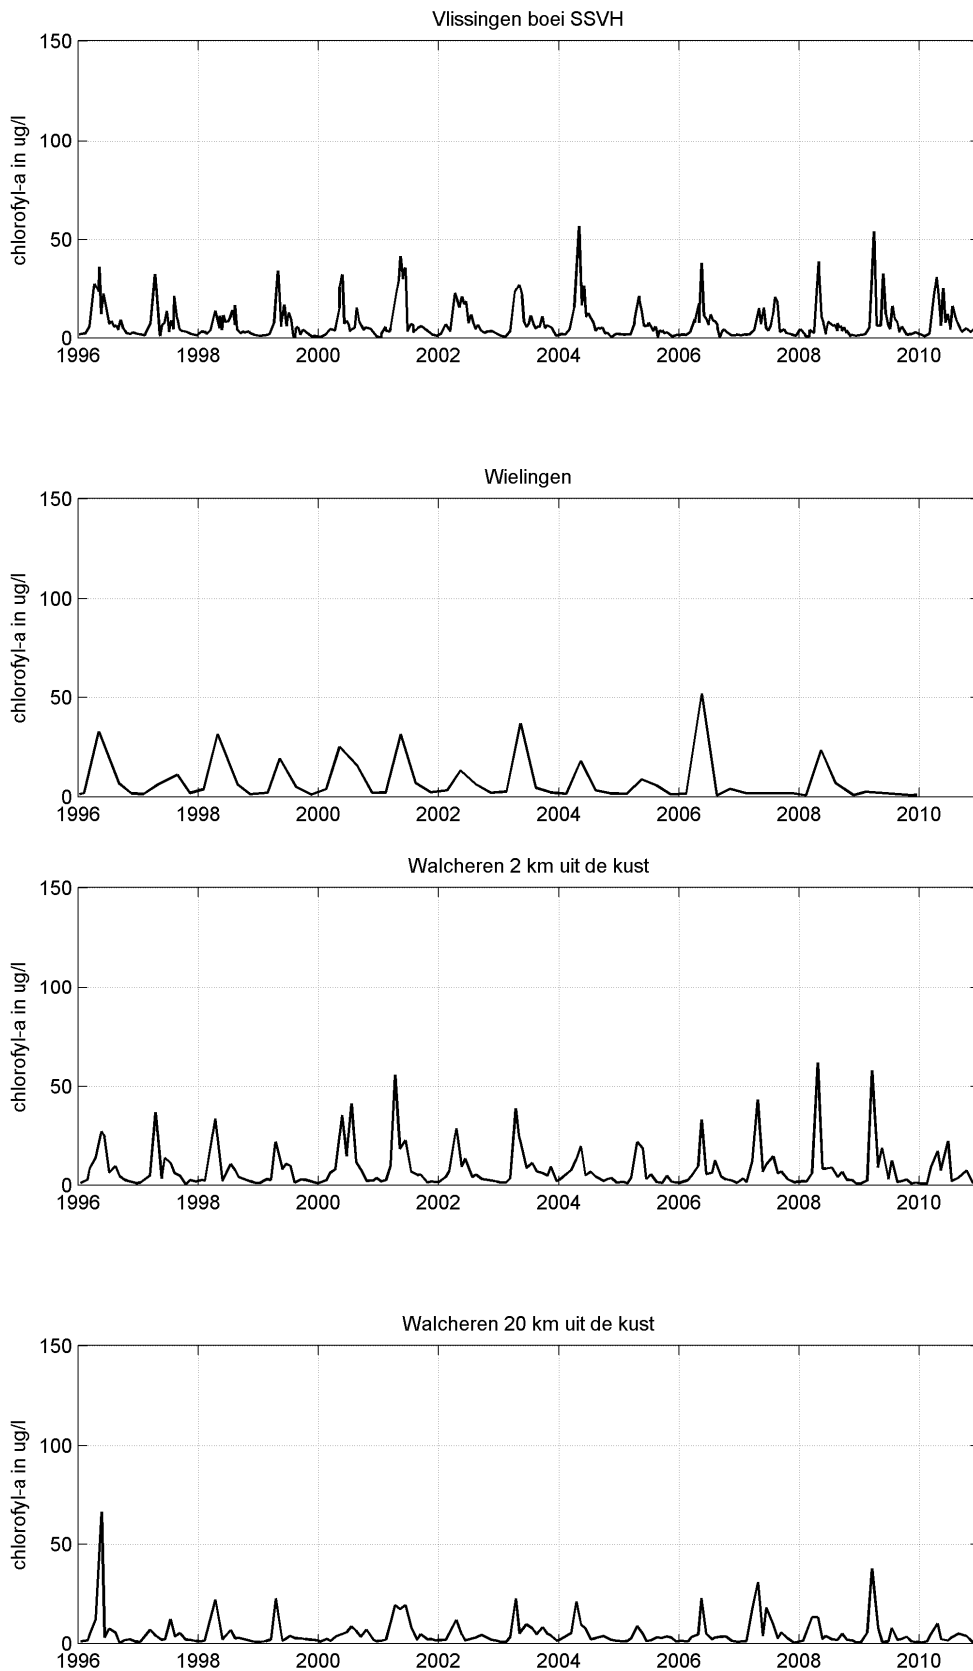 Vlissingen boei SSVH
150
100
50
0
chlorofyl-a in ug/l
1996 1998 2000 2002 2004 2006 2008 2010
Wielingen
150
100
50
0
chlorofyl-a in ug/l
1996 1998 2000 2002 2004 2006 2008 2010
Walcheren 2 km uit de kust
150
100
50
0
chlorofyl-a in ug/l
1996 1998 2000 2002 2004 2006 2008 2010
Walcheren 20 km uit de kust
150
100
50
0
chlorofyl-a in ug/l
1996 1998 2000 2002 2004 2006 2008 2010